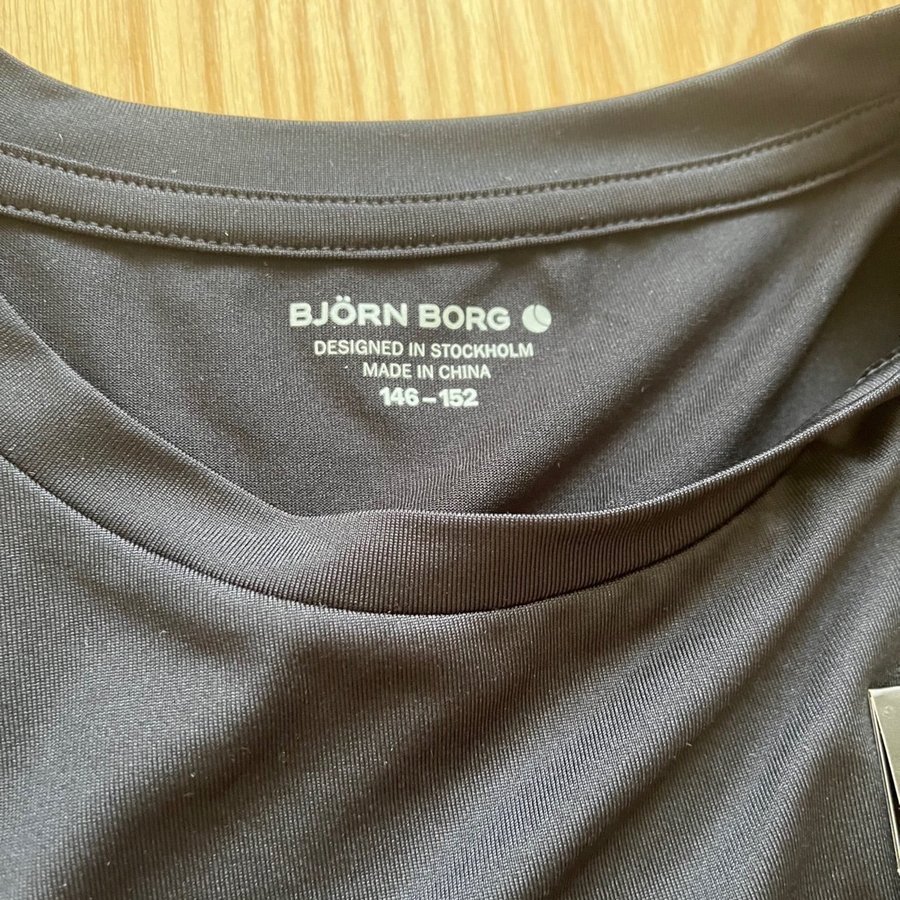 BJÖRN BORG
DESIGNED IN STOCKHOLM
MADE IN CHINA
146 – 152